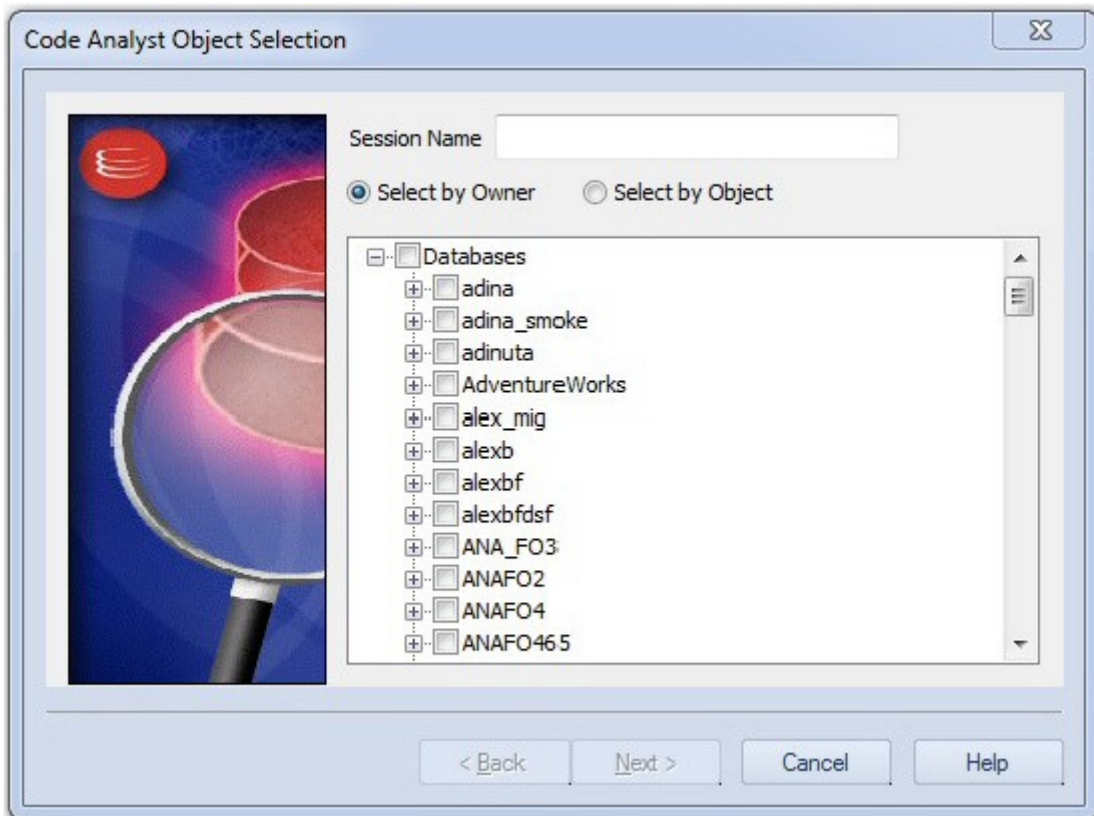 Code Analyst Object Selection
Session Name
Select by Owner Select by Object
Databases
adina
adina_smoke
adinuta
AdventureWorks
alex_mig
alexb
alexbf
alexbfdsf
ANA_FO3
ANAFO2
ANAFO4
ANAFO465
< Back Next > Cancel Help